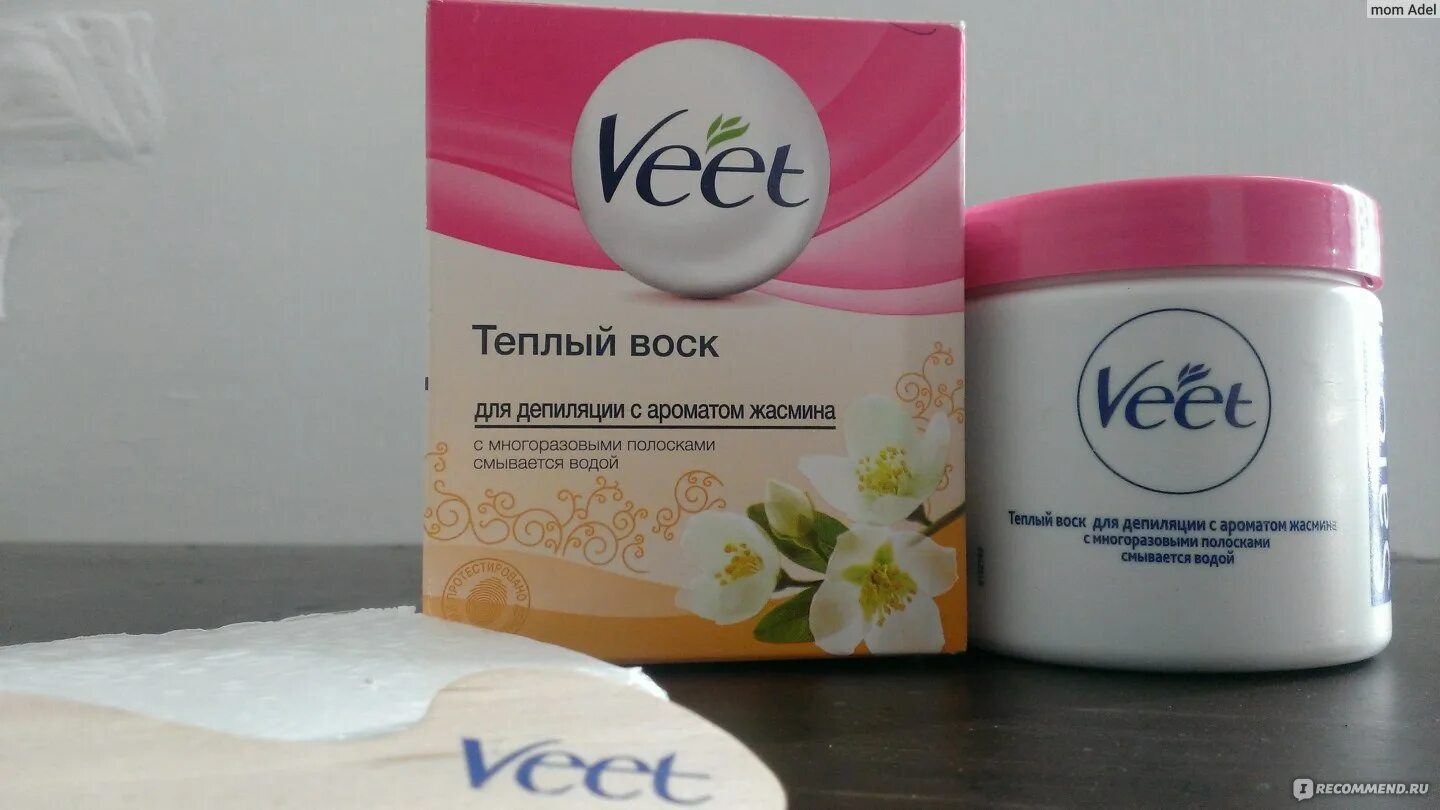 mom Adel
Veet
Теплый воск
для депиляции с ароматом жасмина
с многоразовыми полосками
смывается водой
ПРОТЕСТИРОВАНО
Veet
Теплый воск для депиляции с ароматом жасмина
с многоразовыми полосками
смывается водой
Veet
I RECOMMEND.RU